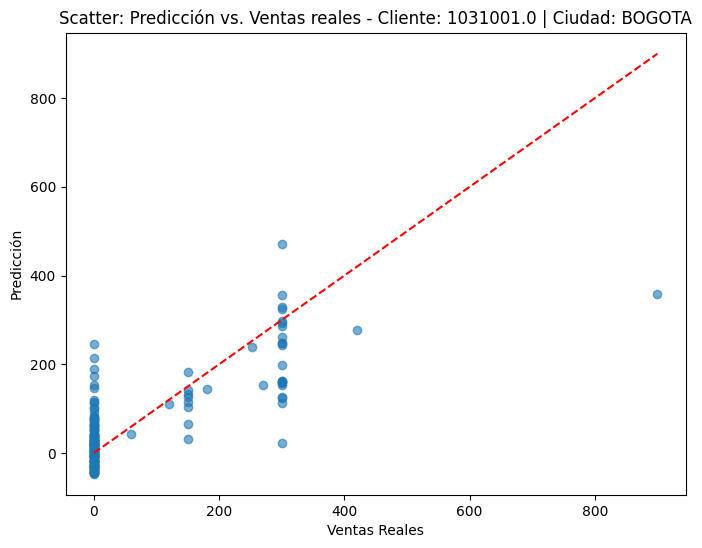 Scatter: Predicción vs. Ventas reales - Cliente: 1031001.0 | Ciudad: BOGOTA
800
600
400
200
0
Predicción
0 200 400 600 800
Ventas Reales